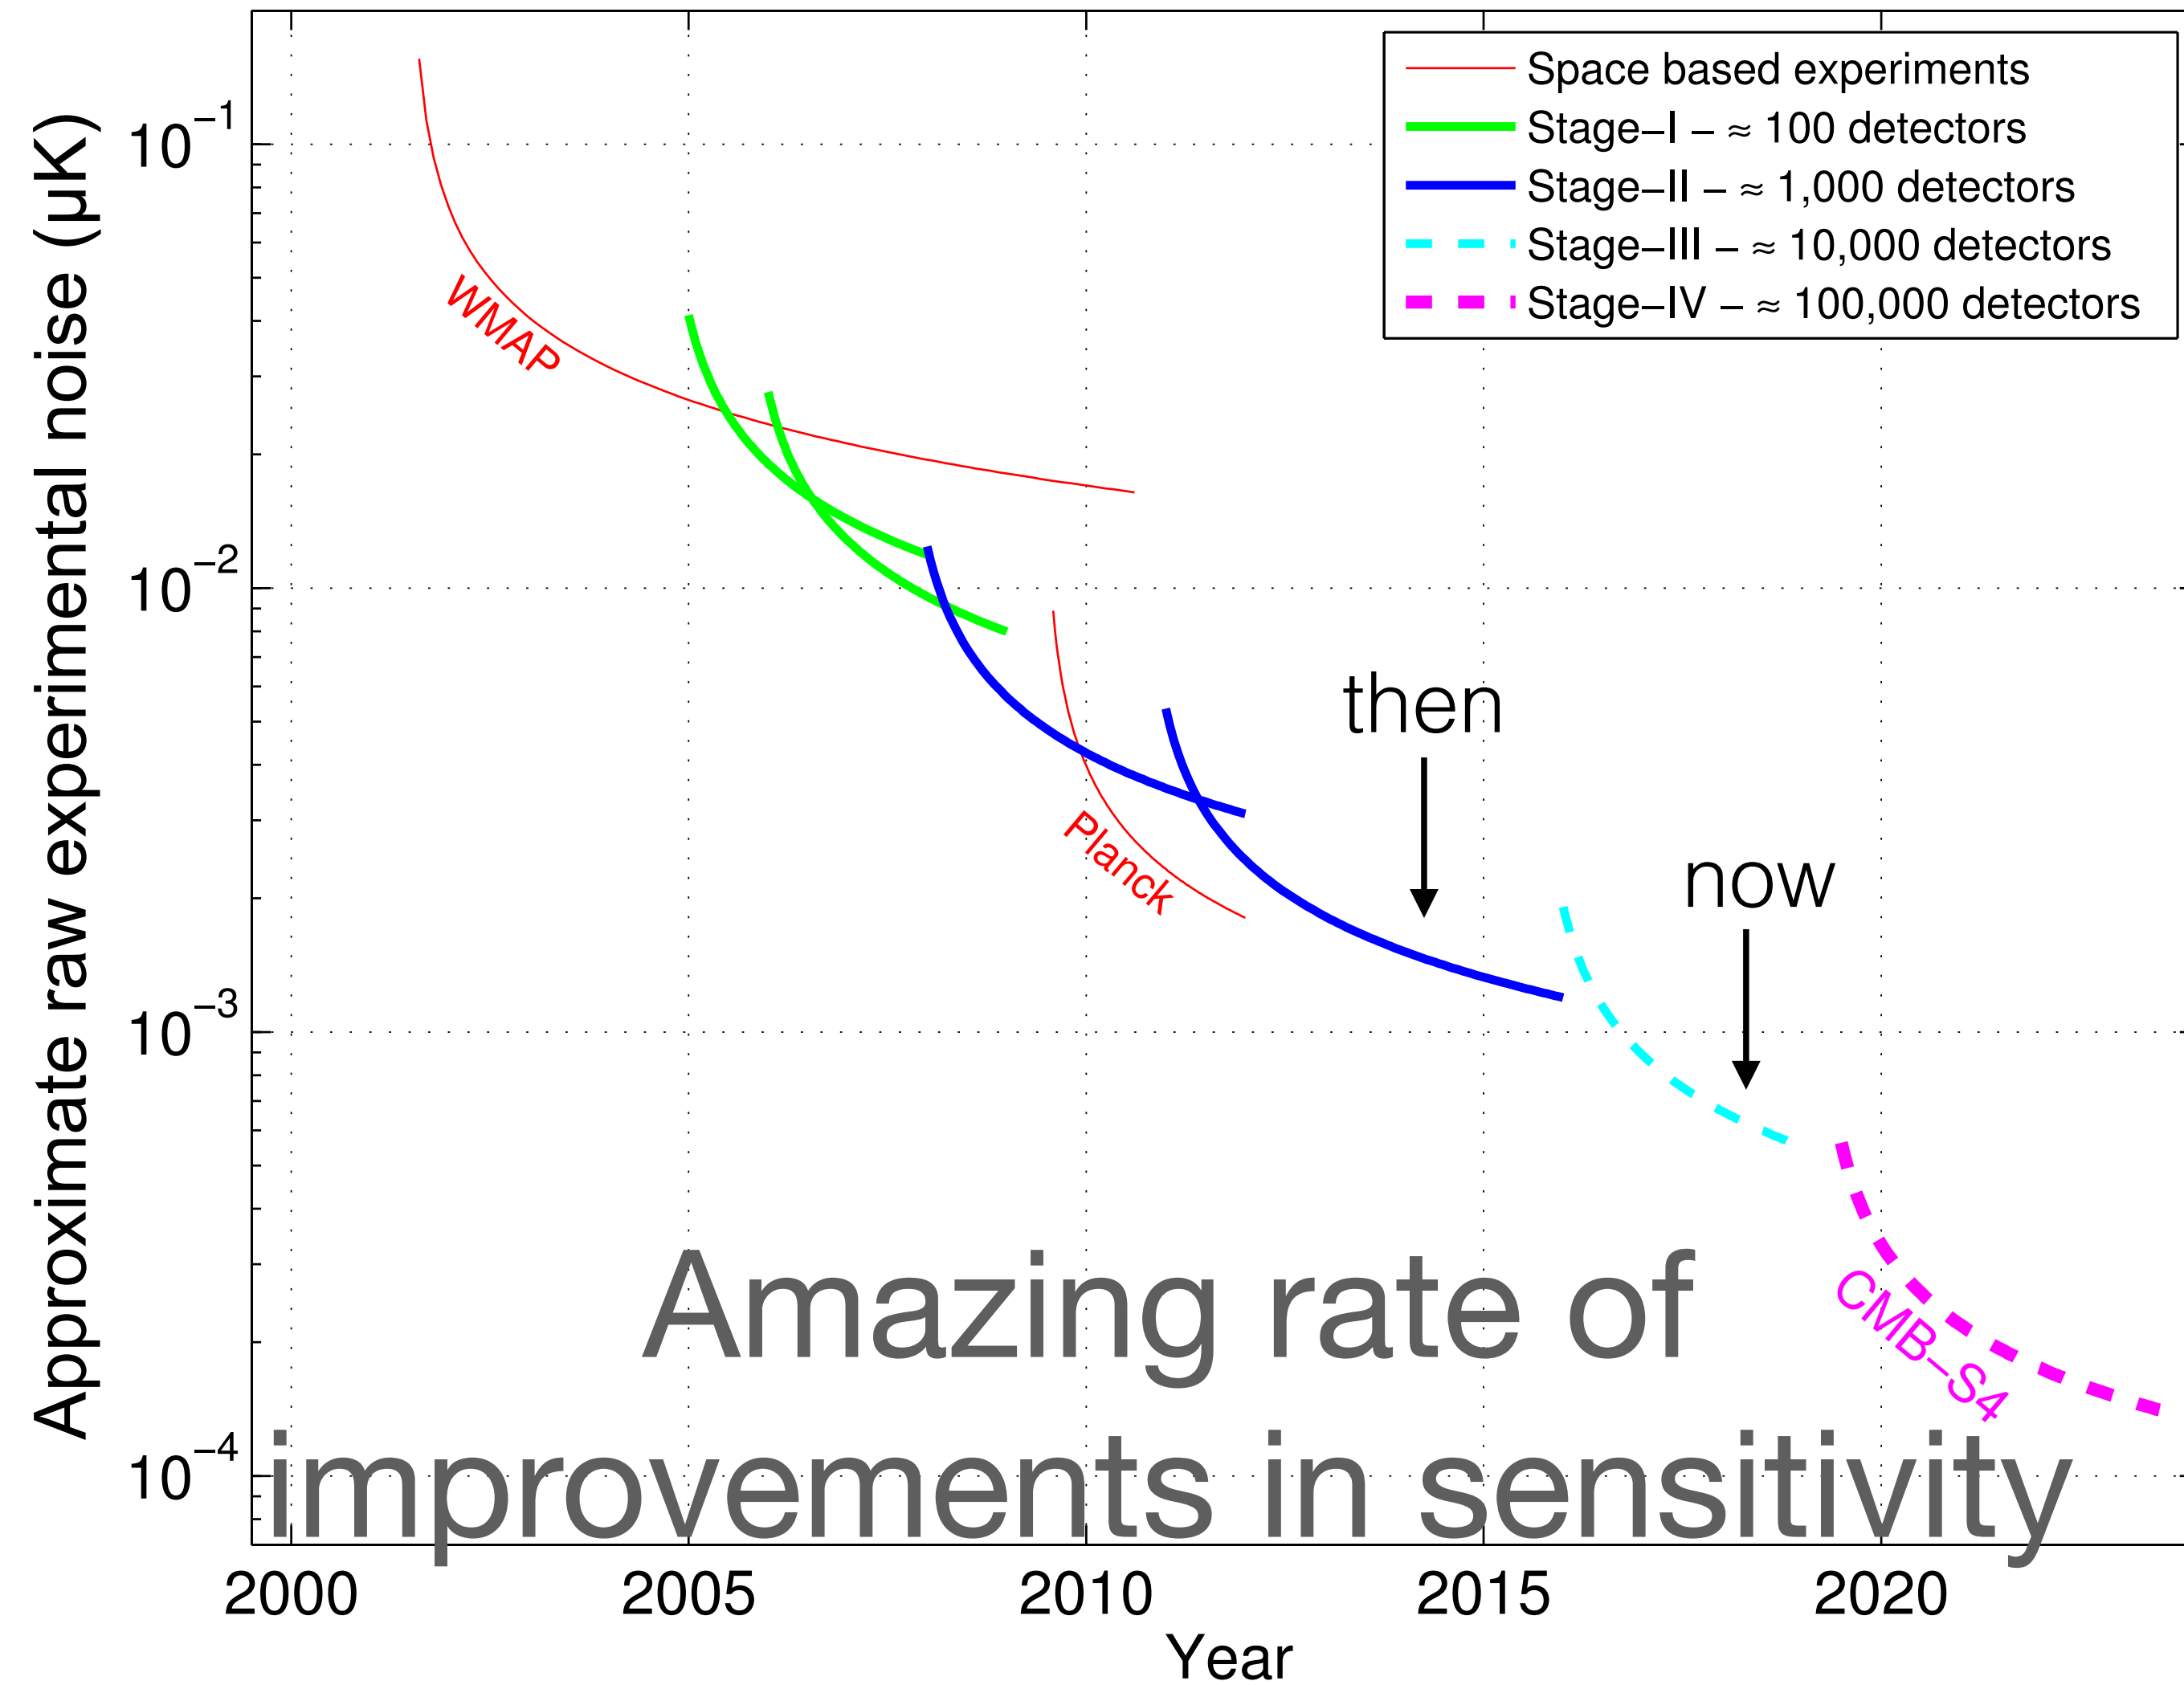 Approximate raw experimental noise (μK)
10⁻¹
10⁻²
10⁻³
10⁻⁴
Space based experiments
Stage−I − ≈ 100 detectors
Stage−II − ≈ 1,000 detectors
Stage−III − ≈ 10,000 detectors
Stage−IV − ≈ 100,000 detectors
WMAP
Planck
then
now
CMB−S4
Amazing rate of
improvements in sensitivity
2000 2005 2010 2015 2020
Year